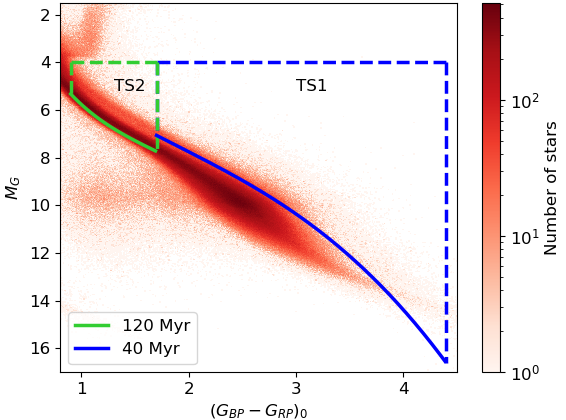 2
4
6
8
10
12
14
16
M_G
TS2
TS1
120 Myr
40 Myr
1
2
3
4
(G_BP − G_RP)_0
10^2
10^1
10^0
Number of stars